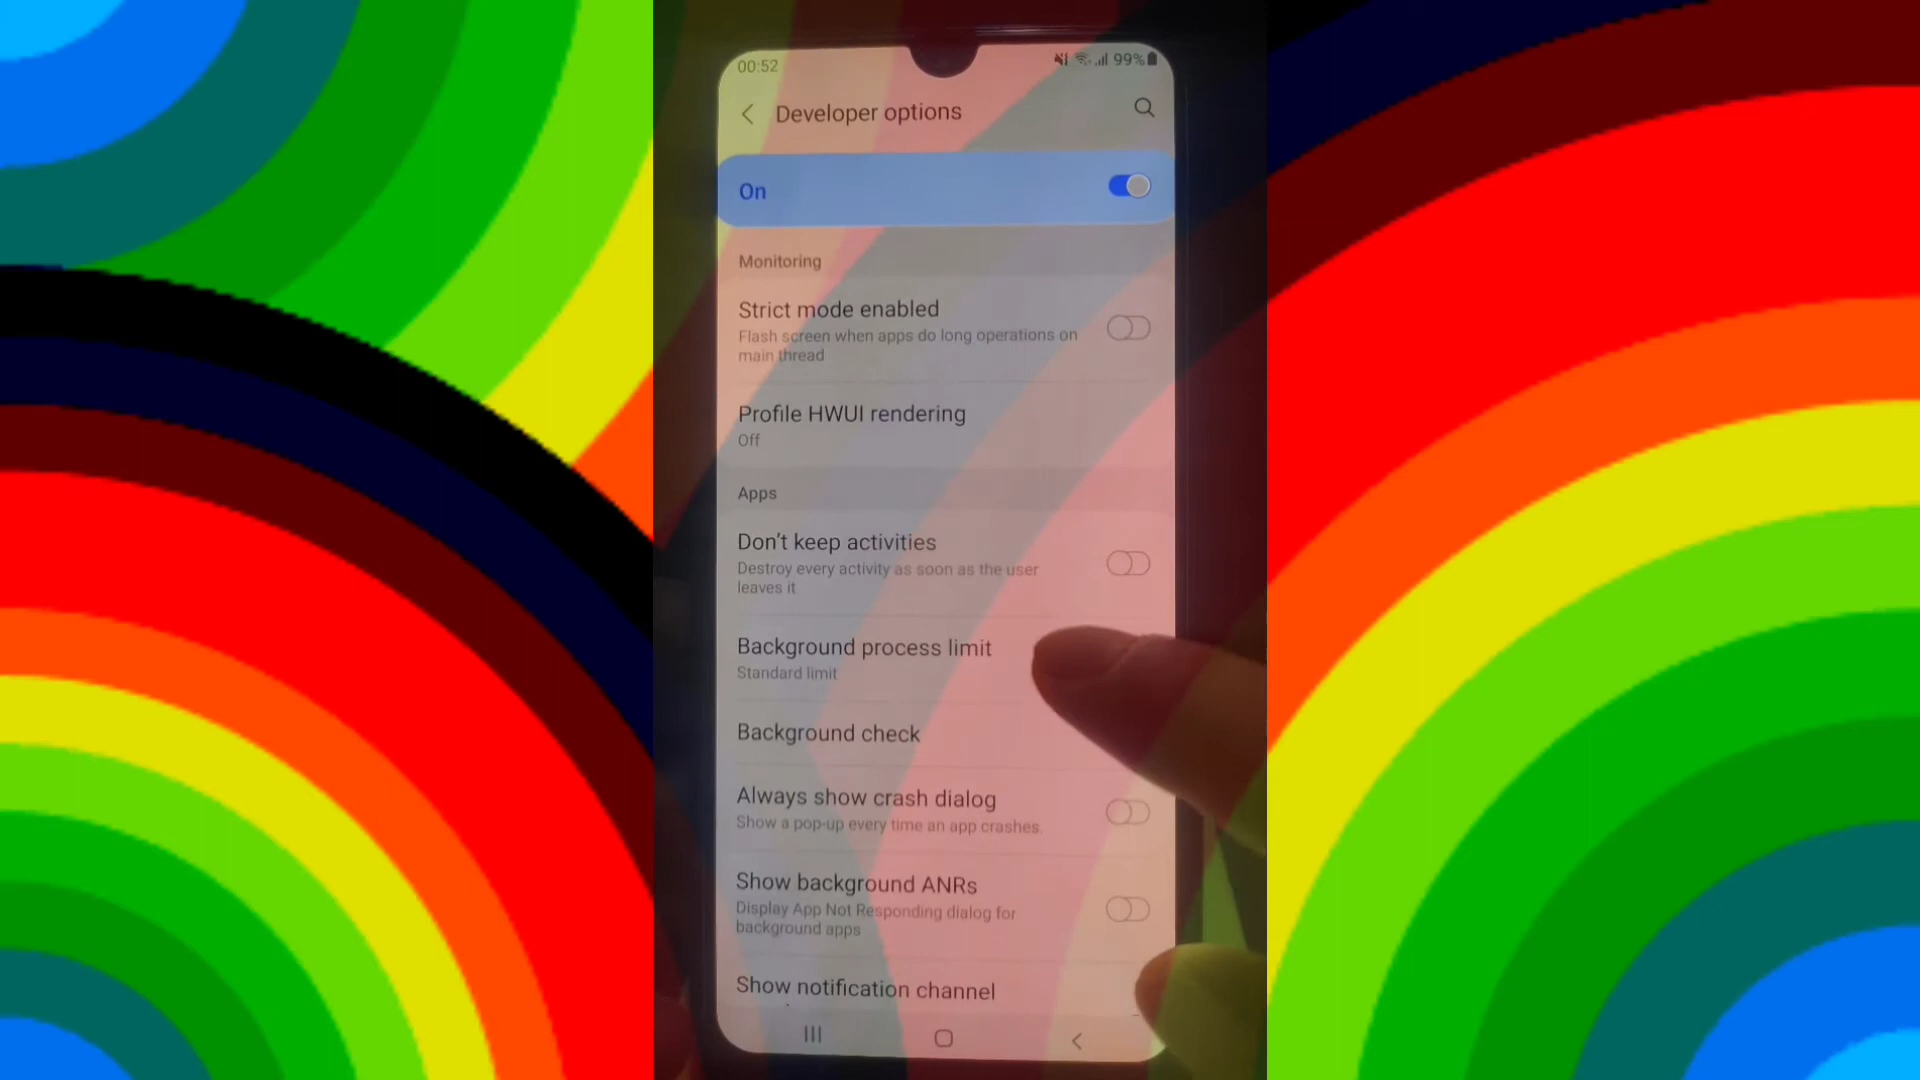 00:52
99%
Developer options
On
Monitoring
Strict mode enabled
Flash screen when apps do long operations on
main thread
Profile HWUI rendering
Off
Apps
Don't keep activities
Destroy every activity as soon as the user
leaves it
Background process limit
Standard limit
Background check
Always show crash dialog
Show a pop-up every time an app crashes.
Show background ANRs
Display App Not Responding dialog for
background apps
Show notification channel